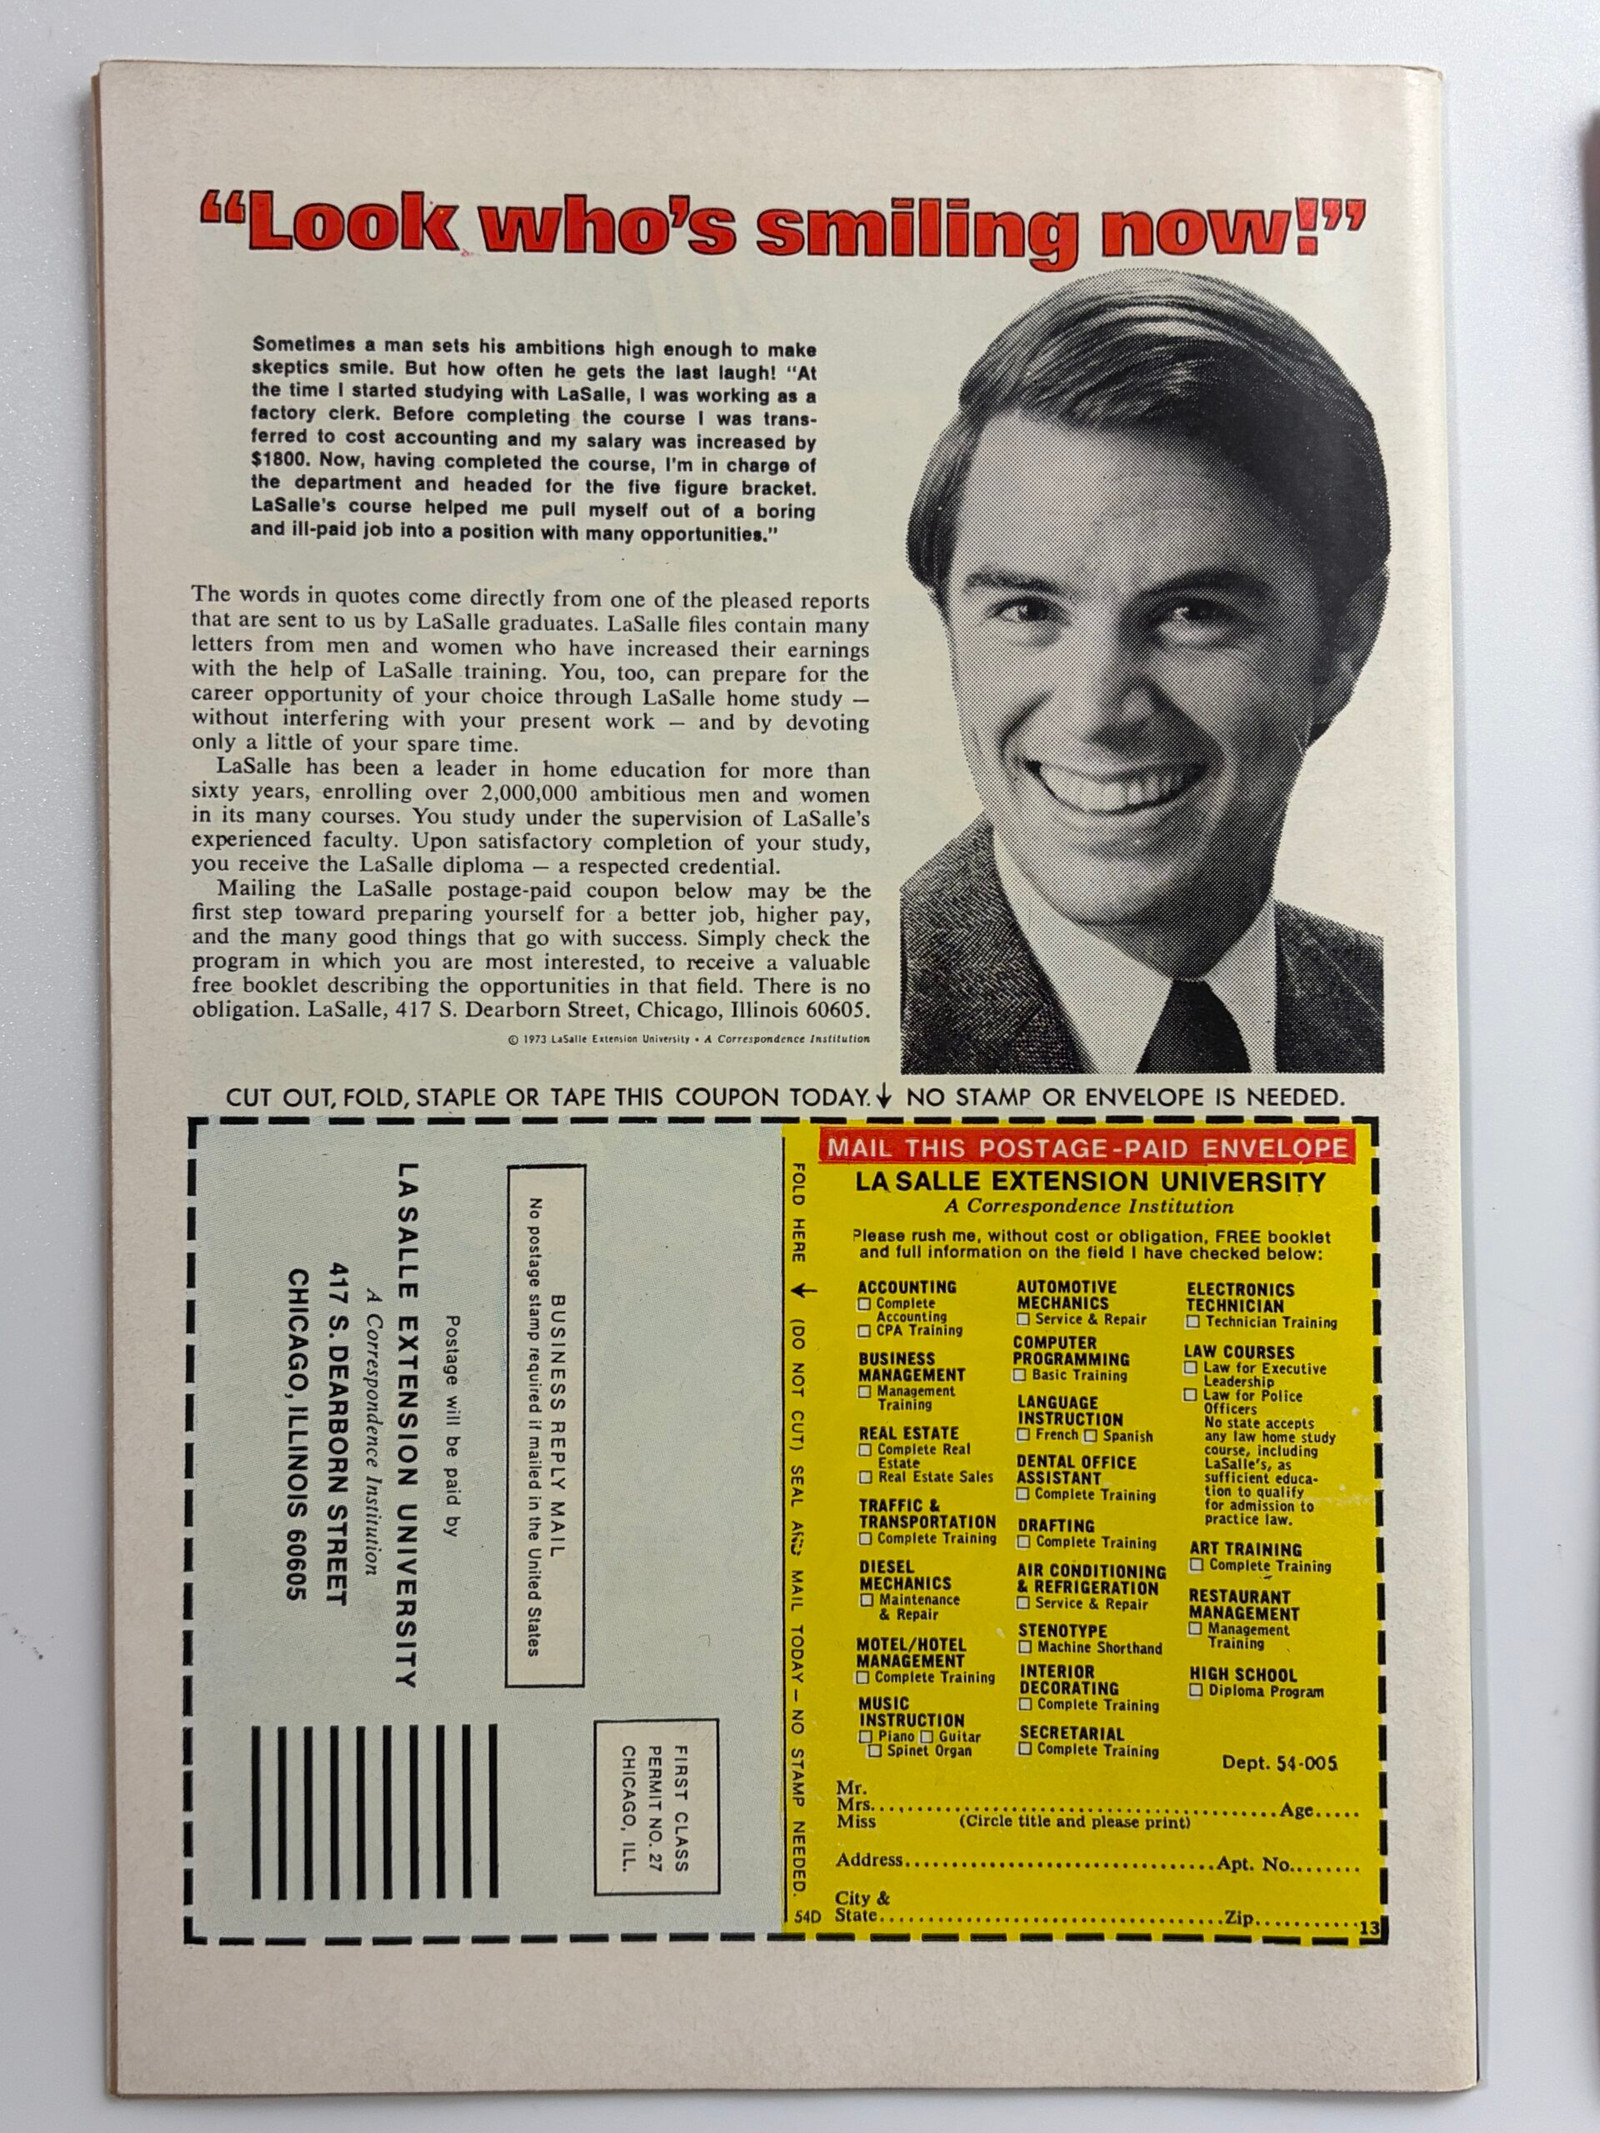 “Look who's smiling now!”
Sometimes a man sets his ambitions high enough to make
skeptics smile. But how often he gets the last laugh! “At
the time I started studying with LaSalle, I was working as a
factory clerk. Before completing the course I was trans-
ferred to cost accounting and my salary was increased by
$1800. Now, having completed the course, I'm in charge of
the department and headed for the five figure bracket.
LaSalle's course helped me pull myself out of a boring
and ill-paid job into a position with many opportunities.”
The words in quotes come directly from one of the pleased reports
that are sent to us by LaSalle graduates. LaSalle files contain many
letters from men and women who have increased their earnings
with the help of LaSalle training. You, too, can prepare for the
career opportunity of your choice through LaSalle home study —
without interfering with your present work — and by devoting
only a little of your spare time.
LaSalle has been a leader in home education for more than
sixty years, enrolling over 2,000,000 ambitious men and women
in its many courses. You study under the supervision of LaSalle's
experienced faculty. Upon satisfactory completion of your study,
you receive the LaSalle diploma — a respected credential.
Mailing the LaSalle postage-paid coupon below may be the
first step toward preparing yourself for a better job, higher pay,
and the many good things that go with success. Simply check the
program in which you are most interested, to receive a valuable
free booklet describing the opportunities in that field. There is no
obligation. LaSalle, 417 S. Dearborn Street, Chicago, Illinois 60605.
© 1973 LaSalle Extension University • A Correspondence Institution
CUT OUT, FOLD, STAPLE OR TAPE THIS COUPON TODAY.↓ NO STAMP OR ENVELOPE IS NEEDED.
FIRST CLASS
PERMIT NO. 27
CHICAGO, ILL.
BUSINESS REPLY MAIL
No postage stamp required if mailed in the United States
Postage will be paid by
LA SALLE EXTENSION UNIVERSITY
A Correspondence Institution
417 S. DEARBORN STREET
CHICAGO, ILLINOIS 60605
FOLD HERE ↓ (DO NOT CUT) SEAL AND MAIL TODAY – NO STAMP NEEDED.
54D
MAIL THIS POSTAGE-PAID ENVELOPE
LA SALLE EXTENSION UNIVERSITY
A Correspondence Institution
Please rush me, without cost or obligation, FREE booklet
and full information on the field I have checked below:
ACCOUNTING
☐ Complete
Accounting
☐ CPA Training
BUSINESS
MANAGEMENT
☐ Management
Training
REAL ESTATE
☐ Complete Real
Estate
☐ Real Estate Sales
TRAFFIC &
TRANSPORTATION
☐ Complete Training
DIESEL
MECHANICS
☐ Maintenance
& Repair
MOTEL/HOTEL
MANAGEMENT
☐ Complete Training
MUSIC
INSTRUCTION
☐ Piano ☐ Guitar
☐ Spinet Organ
AUTOMOTIVE
MECHANICS
☐ Service & Repair
COMPUTER
PROGRAMMING
☐ Basic Training
LANGUAGE
INSTRUCTION
☐ French ☐ Spanish
DENTAL OFFICE
ASSISTANT
☐ Complete Training
DRAFTING
☐ Complete Training
AIR CONDITIONING
& REFRIGERATION
☐ Service & Repair
STENOTYPE
☐ Machine Shorthand
INTERIOR
DECORATING
☐ Complete Training
SECRETARIAL
☐ Complete Training
ELECTRONICS
TECHNICIAN
☐ Technician Training
LAW COURSES
☐ Law for Executive
Leadership
☐ Law for Police
Officers
No state accepts
any law home study
course, including
LaSalle's, as
sufficient educa-
tion to qualify
for admission to
practice law.
ART TRAINING
☐ Complete Training
RESTAURANT
MANAGEMENT
☐ Management
Training
HIGH SCHOOL
☐ Diploma Program
Dept. 54-005
Mr.
Mrs. Age
Miss (Circle title and please print)
Address Apt. No.
City &
State Zip 13